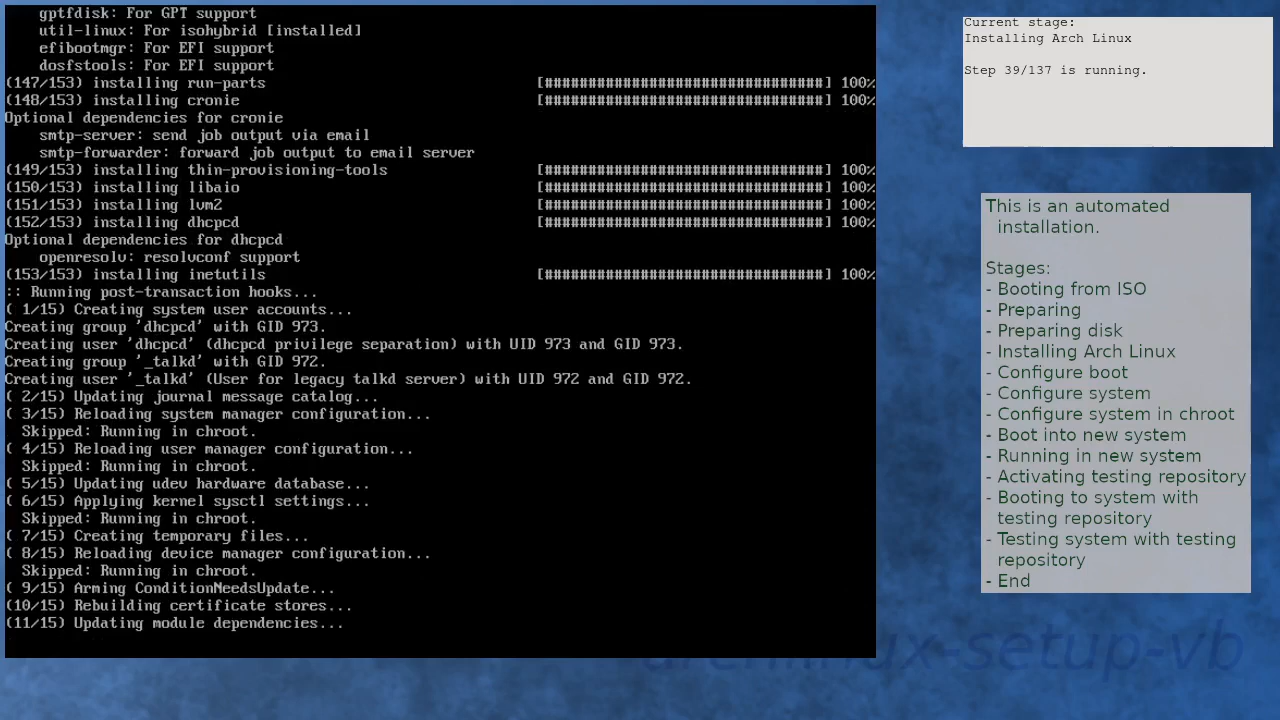 gptfdisk: For GPT support
    util-linux: For isohybrid [installed]
    efibootmgr: For EFI support
    dosfstools: For EFI support
(147/153) installing run-parts [################################] 100%
(148/153) installing cronie [################################] 100%
Optional dependencies for cronie
    smtp-server: send job output via email
    smtp-forwarder: forward job output to email server
(149/153) installing thin-provisioning-tools [################################] 100%
(150/153) installing libaio [################################] 100%
(151/153) installing lvm2 [################################] 100%
(152/153) installing dhcpcd [################################] 100%
Optional dependencies for dhcpcd
    openresolv: resolvconf support
(153/153) installing inetutils [################################] 100%
:: Running post-transaction hooks...
( 1/15) Creating system user accounts...
Creating group 'dhcpcd' with GID 973.
Creating user 'dhcpcd' (dhcpcd privilege separation) with UID 973 and GID 973.
Creating group '_talkd' with GID 972.
Creating user '_talkd' (User for legacy talkd server) with UID 972 and GID 972.
( 2/15) Updating journal message catalog...
( 3/15) Reloading system manager configuration...
  Skipped: Running in chroot.
( 4/15) Reloading user manager configuration...
  Skipped: Running in chroot.
( 5/15) Updating udev hardware database...
( 6/15) Applying kernel sysctl settings...
  Skipped: Running in chroot.
( 7/15) Creating temporary files...
( 8/15) Reloading device manager configuration...
  Skipped: Running in chroot.
( 9/15) Arming ConditionNeedsUpdate...
(10/15) Rebuilding certificate stores...
(11/15) Updating module dependencies...
Current stage:
Installing Arch Linux
Step 39/137 is running.
This is an automated
installation.
Stages:
- Booting from ISO
- Preparing
- Preparing disk
- Installing Arch Linux
- Configure boot
- Configure system
- Configure system in chroot
- Boot into new system
- Running in new system
- Activating testing repository
- Booting to system with
testing repository
- Testing system with testing
repository
- End